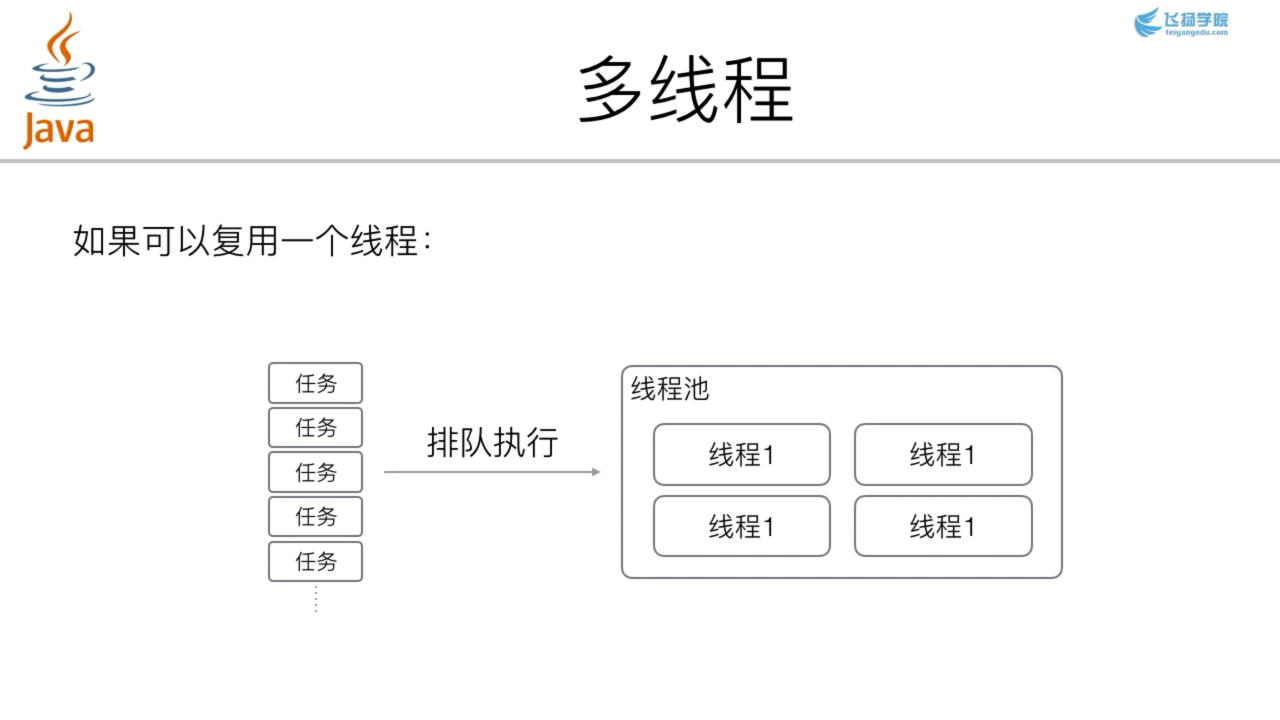 Java
飞扬学院
feiyangedu.com
多线程
如果可以复用一个线程：
任务
任务
任务
任务
任务
排队执行
线程池
线程1
线程1
线程1
线程1